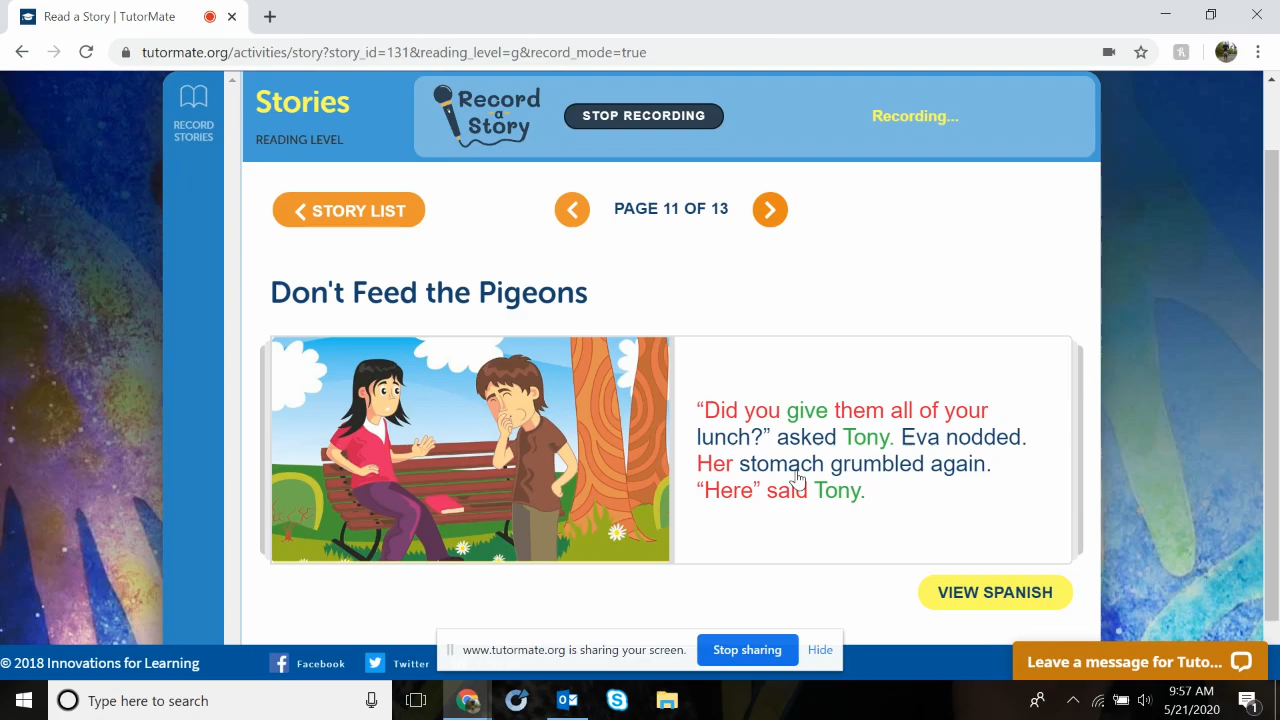 Read a Story | TutorMate
tutormate.org/activities/story?story_id=131&reading_level=g&record_mode=true
RECORD
STORIES
Stories
READING LEVEL
Record
a
Story
STOP RECORDING
Recording...
STORY LIST
PAGE 11 OF 13
Don't Feed the Pigeons
“Did you give them all of your
lunch?” asked Tony. Eva nodded.
Her stomach grumbled again.
“Here” said Tony.
VIEW SPANISH
www.tutormate.org is sharing your screen.
Stop sharing
Hide
© 2018 Innovations for Learning
Facebook
Twitter
Leave a message for Tuto...
Type here to search
9:57 AM
5/21/2020
1